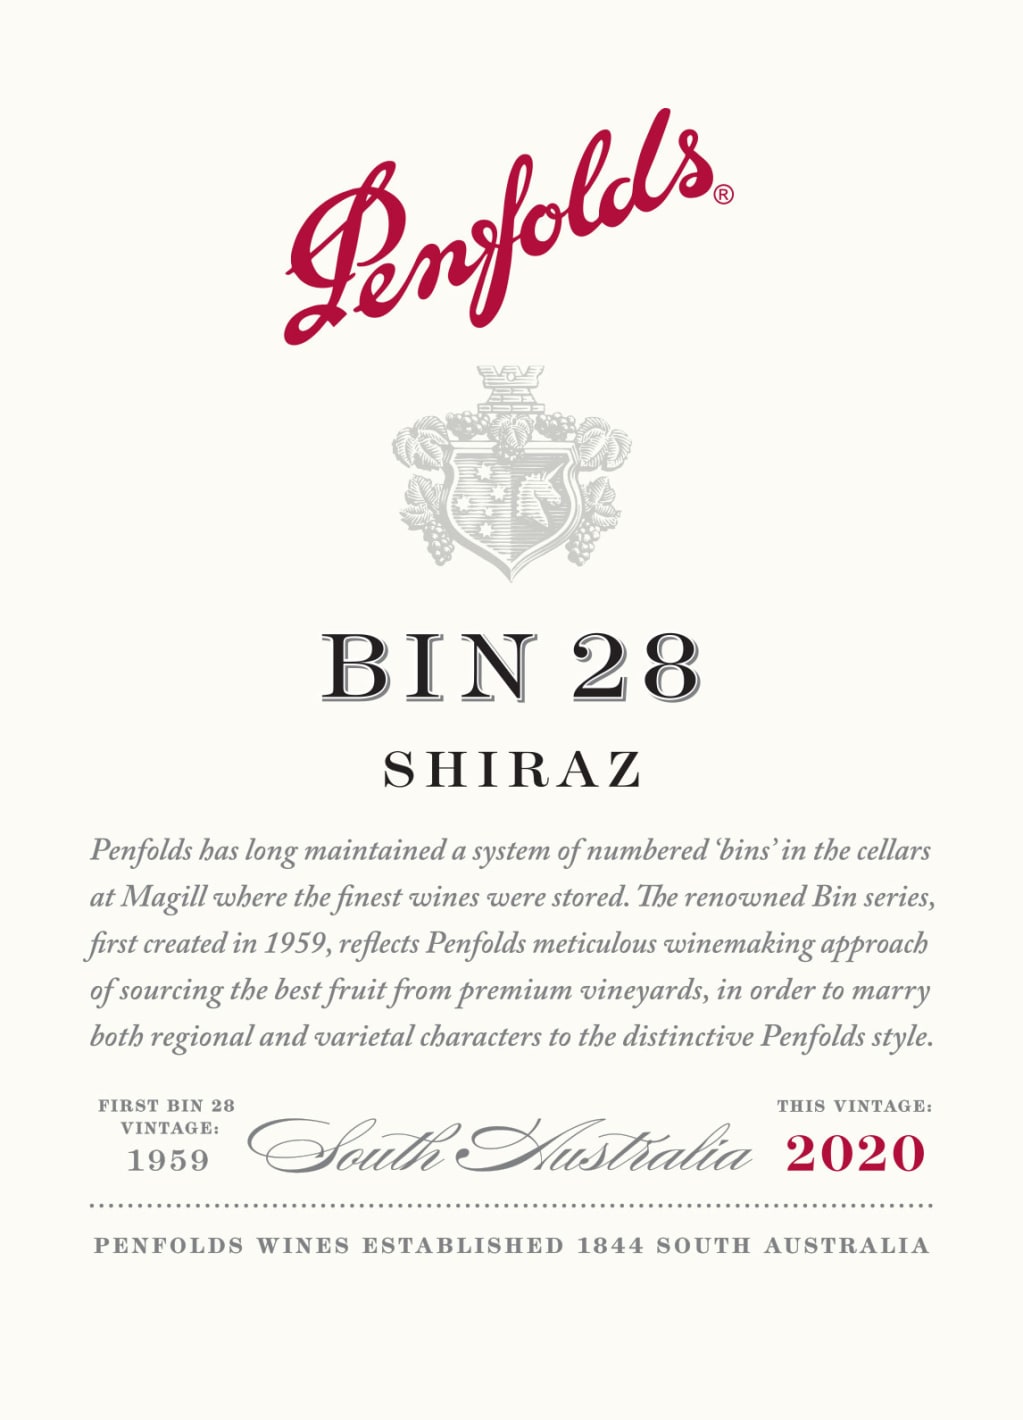 Penfolds®
BIN 28
SHIRAZ
Penfolds has long maintained a system of numbered ‘bins’ in the cellars
at Magill where the finest wines were stored. The renowned Bin series,
first created in 1959, reflects Penfolds meticulous winemaking approach
of sourcing the best fruit from premium vineyards, in order to marry
both regional and varietal characters to the distinctive Penfolds style.
FIRST BIN 28
VINTAGE:
1959
South Australia
THIS VINTAGE:
2020
PENFOLDS WINES ESTABLISHED 1844 SOUTH AUSTRALIA